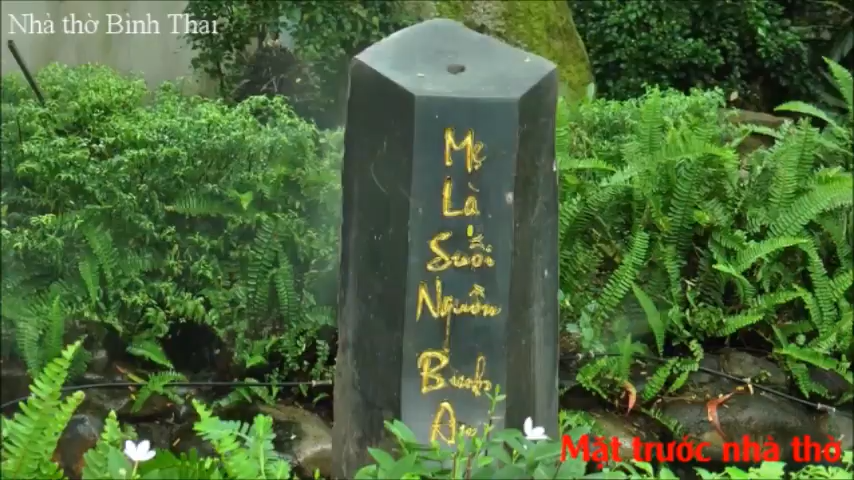 Nhà thờ Bình Thái
Mẹ
Là
Suối
Nguồn
Bình
An
Mặt trước nhà thờ